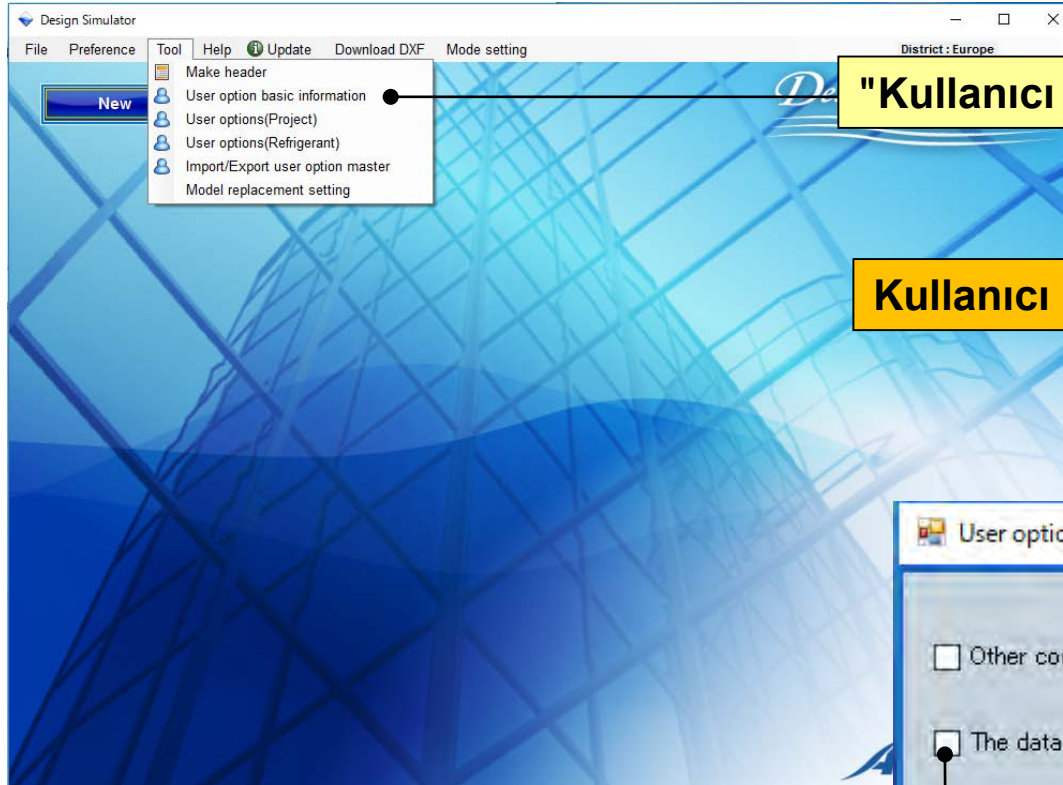 Design Simulator
File Preference Tool Help Update Download DXF Mode setting District : Europe
New
Make header
User option basic information
User options(Project)
User options(Refrigerant)
Import/Export user option master
Model replacement setting
"Kullanıcı
Kullanıcı
User
Other
The data